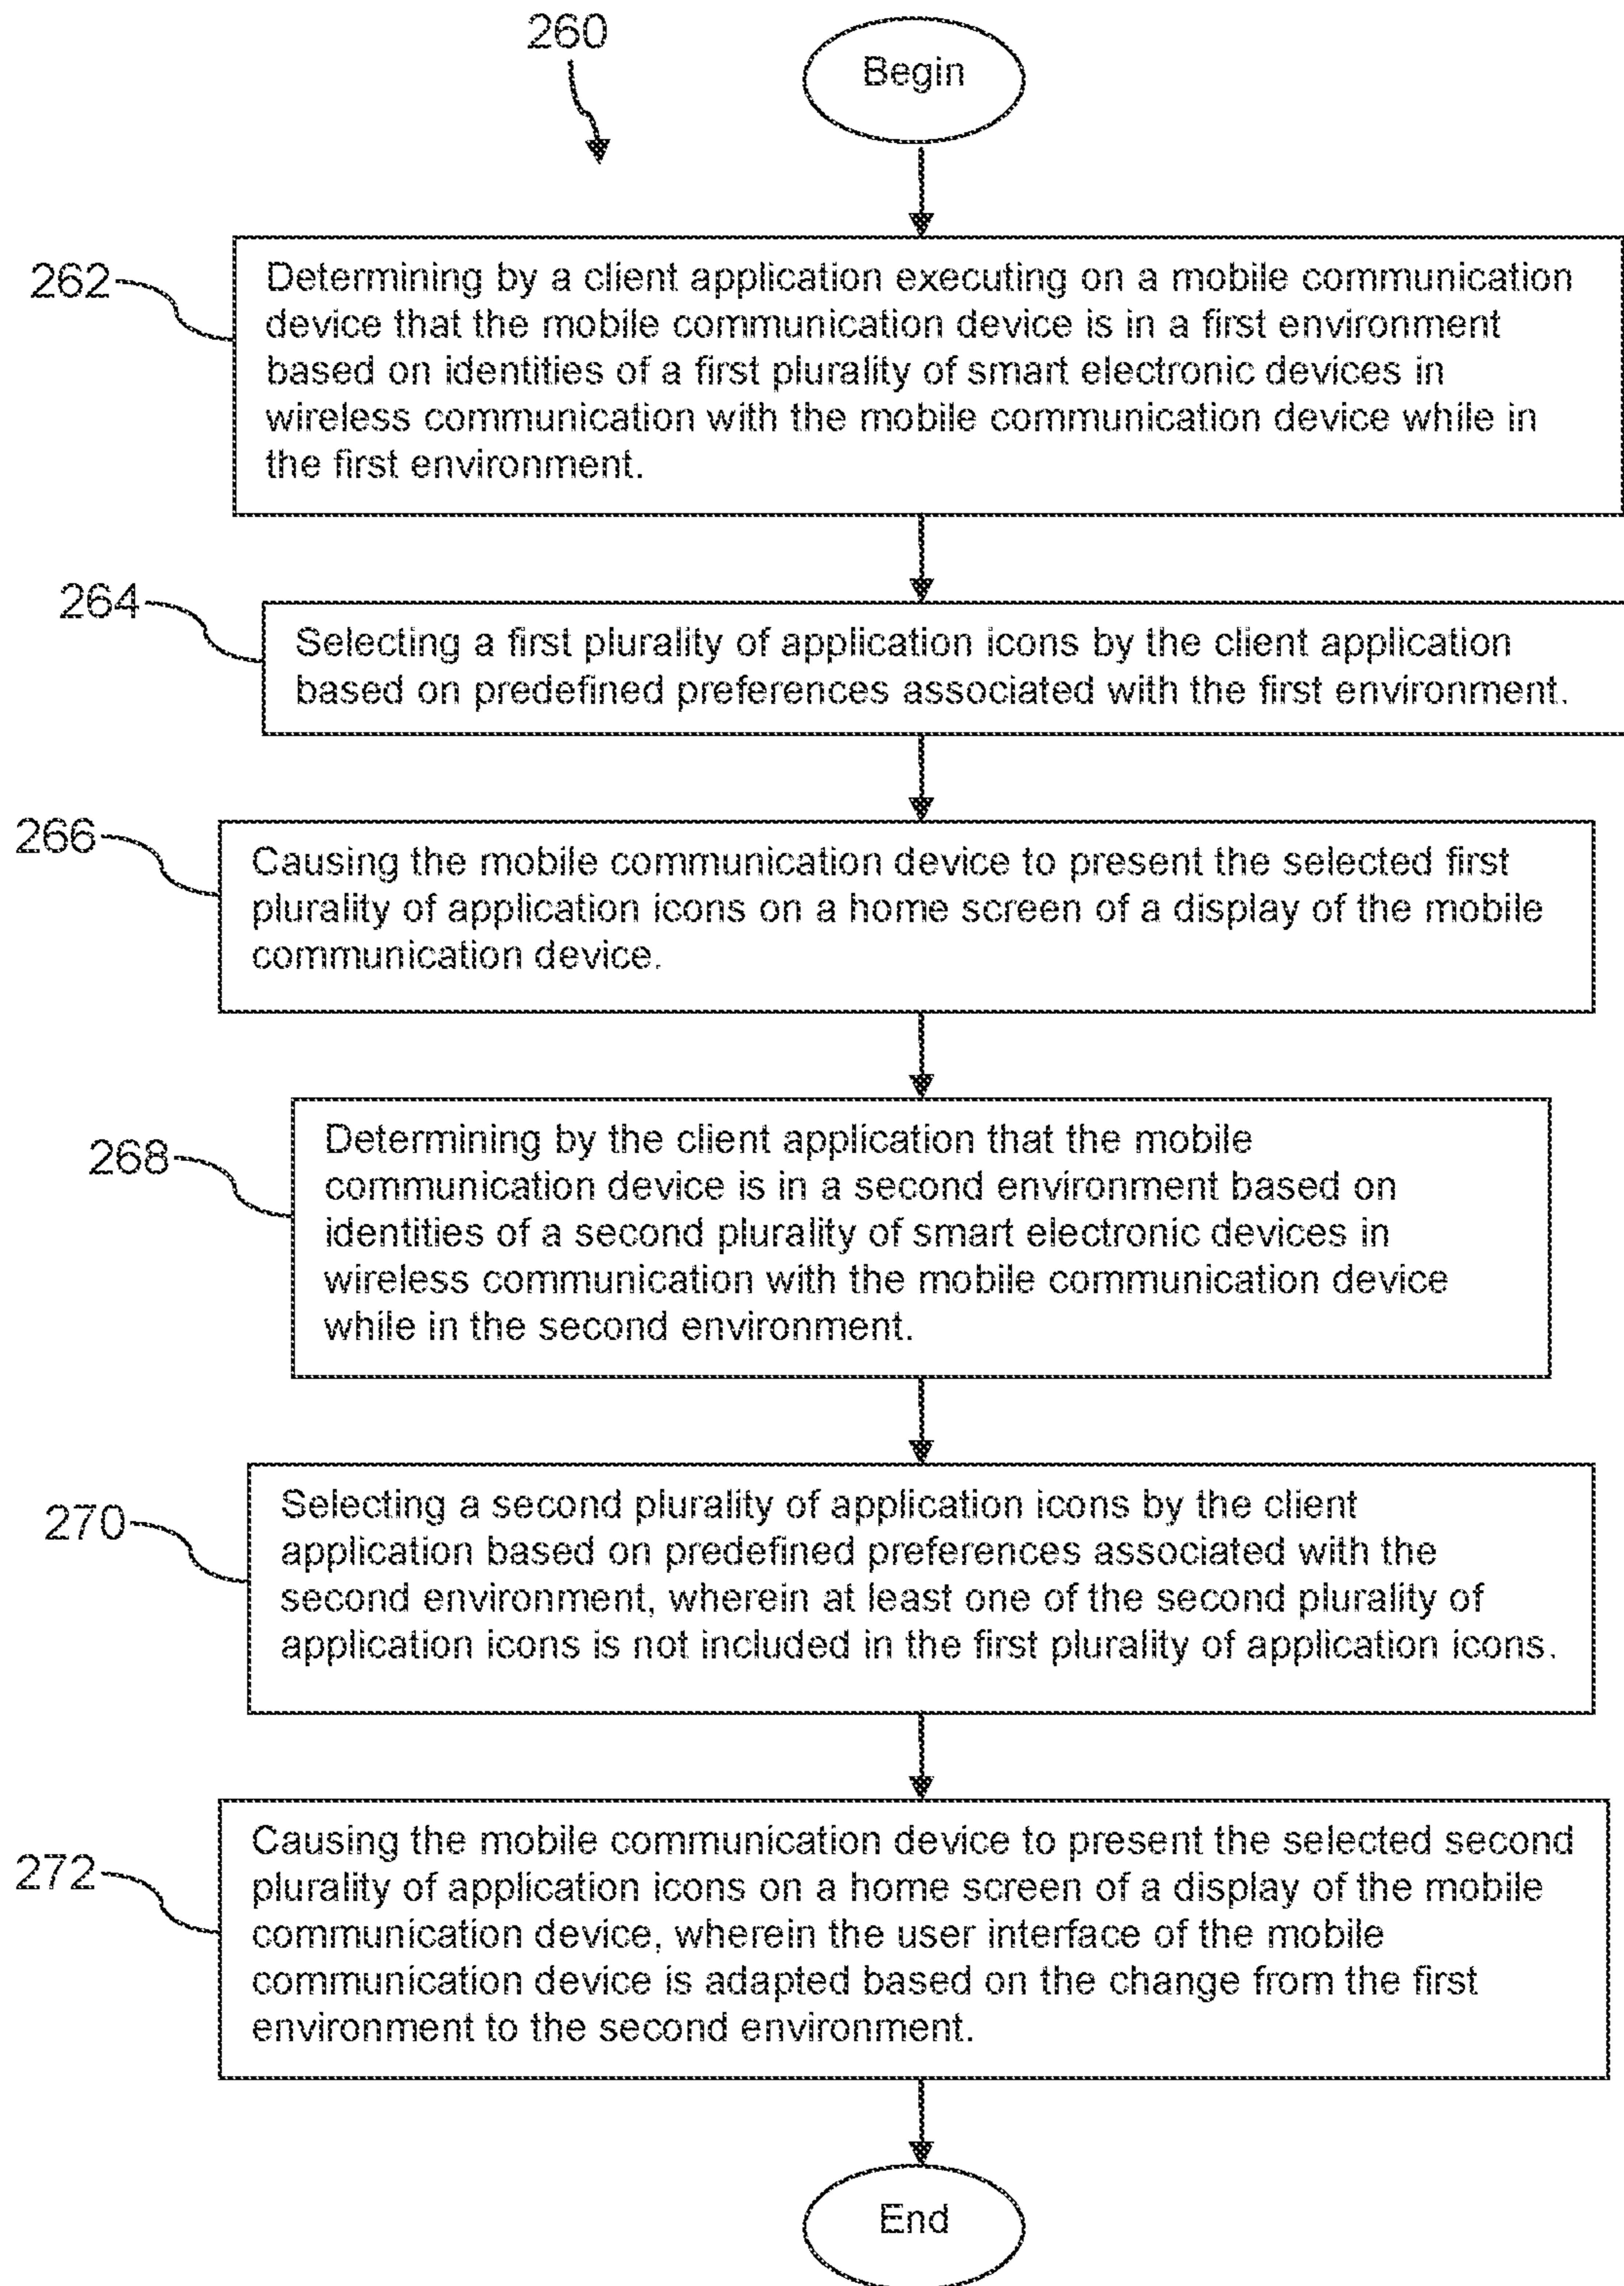 260
Begin
262
Determining by a client application executing on a mobile communication
device that the mobile communication device is in a first environment
based on identities of a first plurality of smart electronic devices in
wireless communication with the mobile communication device while in
the first environment.
264
Selecting a first plurality of application icons by the client application
based on predefined preferences associated with the first environment.
266
Causing the mobile communication device to present the selected first
plurality of application icons on a home screen of a display of the mobile
communication device.
268
Determining by the client application that the mobile
communication device is in a second environment based on
identities of a second plurality of smart electronic devices in
wireless communication with the mobile communication device
while in the second environment.
270
Selecting a second plurality of application icons by the client
application based on predefined preferences associated with the
second environment, wherein at least one of the second plurality of
application icons is not included in the first plurality of application icons.
272
Causing the mobile communication device to present the selected second
plurality of application icons on a home screen of a display of the mobile
communication device, wherein the user interface of the mobile
communication device is adapted based on the change from the first
environment to the second environment.
End